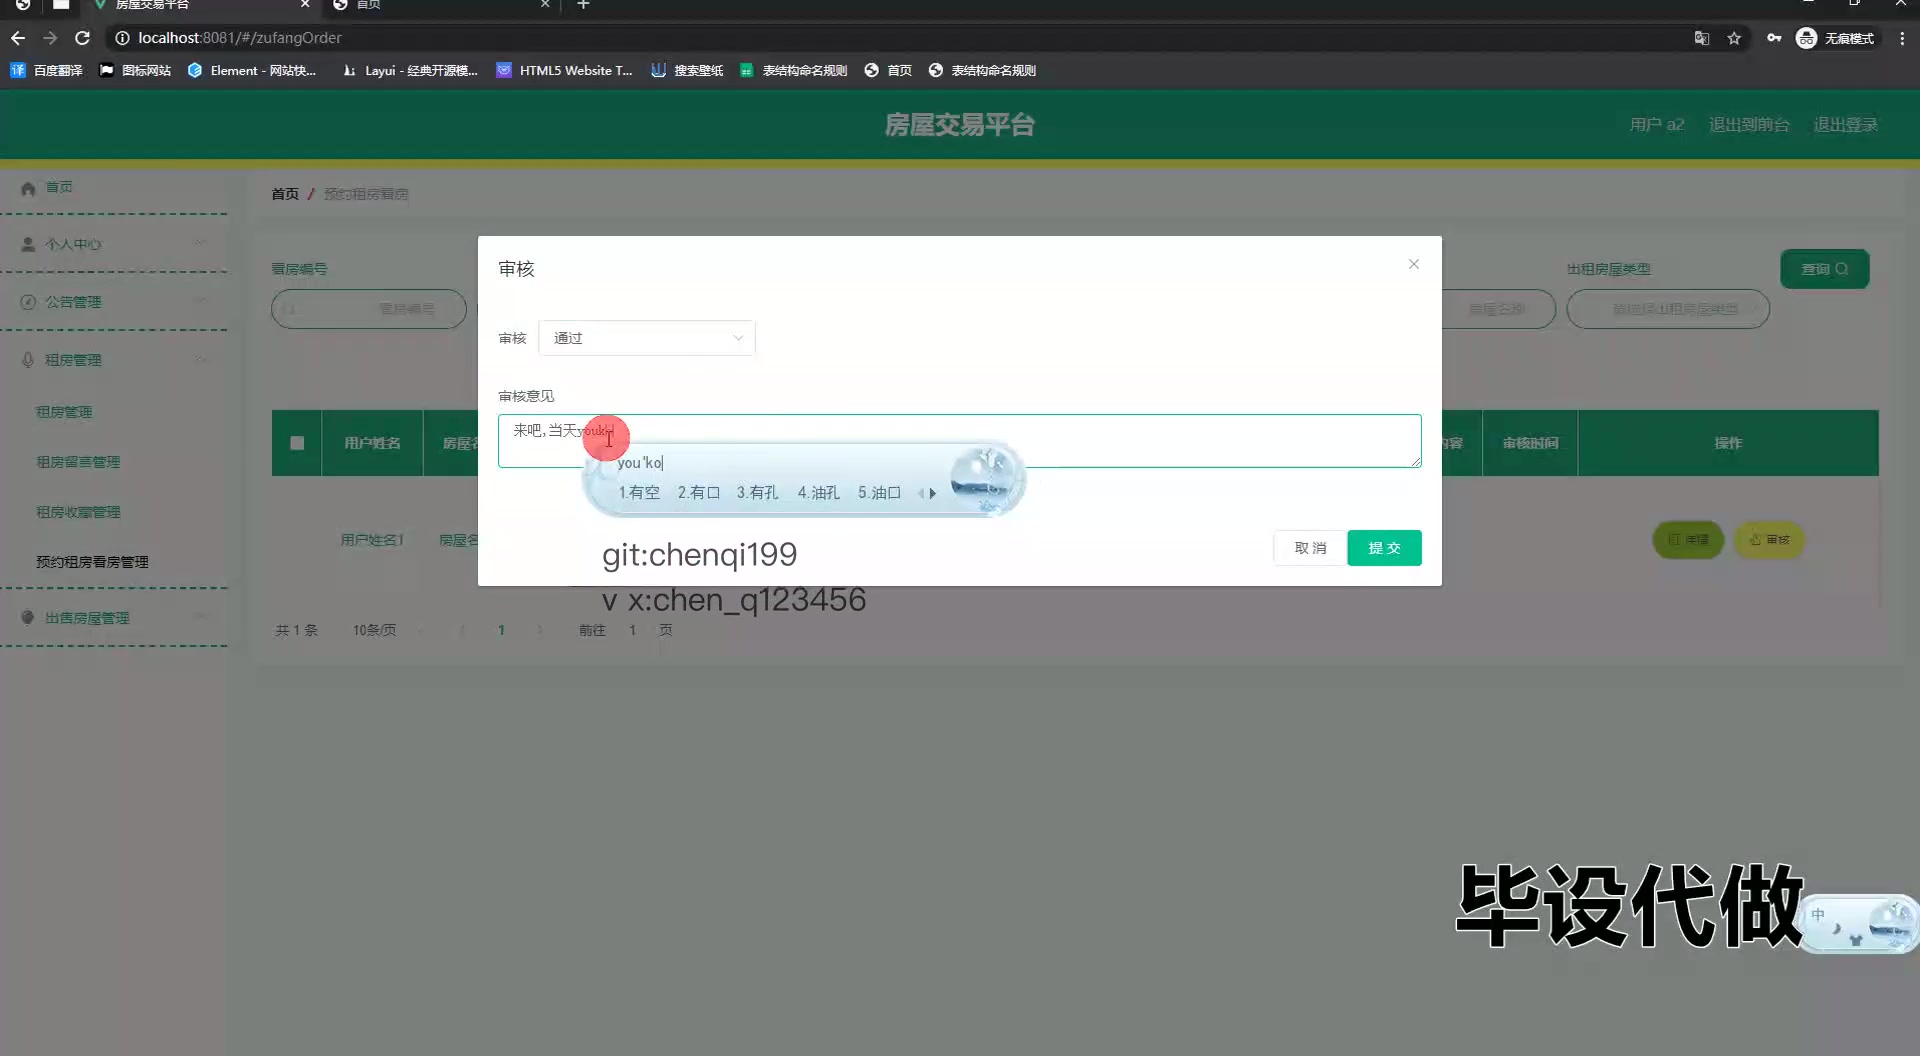 房屋交易平台
首页
localhost:8081/#/zufangOrder
无痕模式
百度翻译
图标网站
Element - 网站快...
Layui - 经典开源模...
HTML5 Website T...
搜索壁纸
表结构命名规则
首页
表结构命名规则
房屋交易平台
用户 a2
退出到前台
退出登录
首页
个人中心
公告管理
租房管理
租房管理
租房留言管理
租房收藏管理
预约租房看房管理
出售房屋管理
首页 / 预约租房看房
看房编号
看房编号
房屋名称
出租房屋类型
请选择出租房屋类型
查询
用户姓名
房屋名
内容
审核时间
操作
用户姓名1
房屋名
详情
审核
共 1 条
10条/页
1
前往 1 页
审核
审核
通过
审核意见
来吧,当天
you'ko
1.有空 2.有口 3.有孔 4.油孔 5.油口
取 消
提 交
git:chenqi199
v x:chen_q123456
毕设代做
中